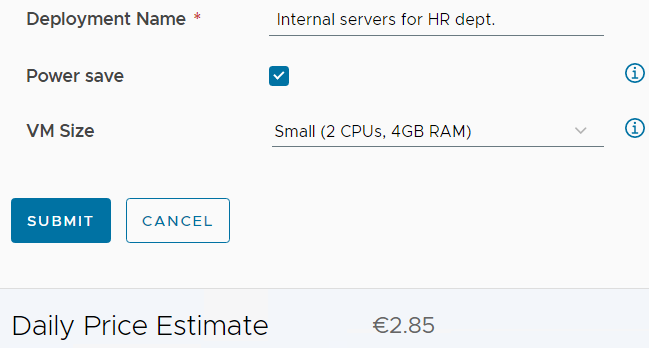 Deployment Name * Internal servers for HR dept.
Power save
VM Size Small (2 CPUs, 4GB RAM)
SUBMIT CANCEL
Daily Price Estimate €2.85